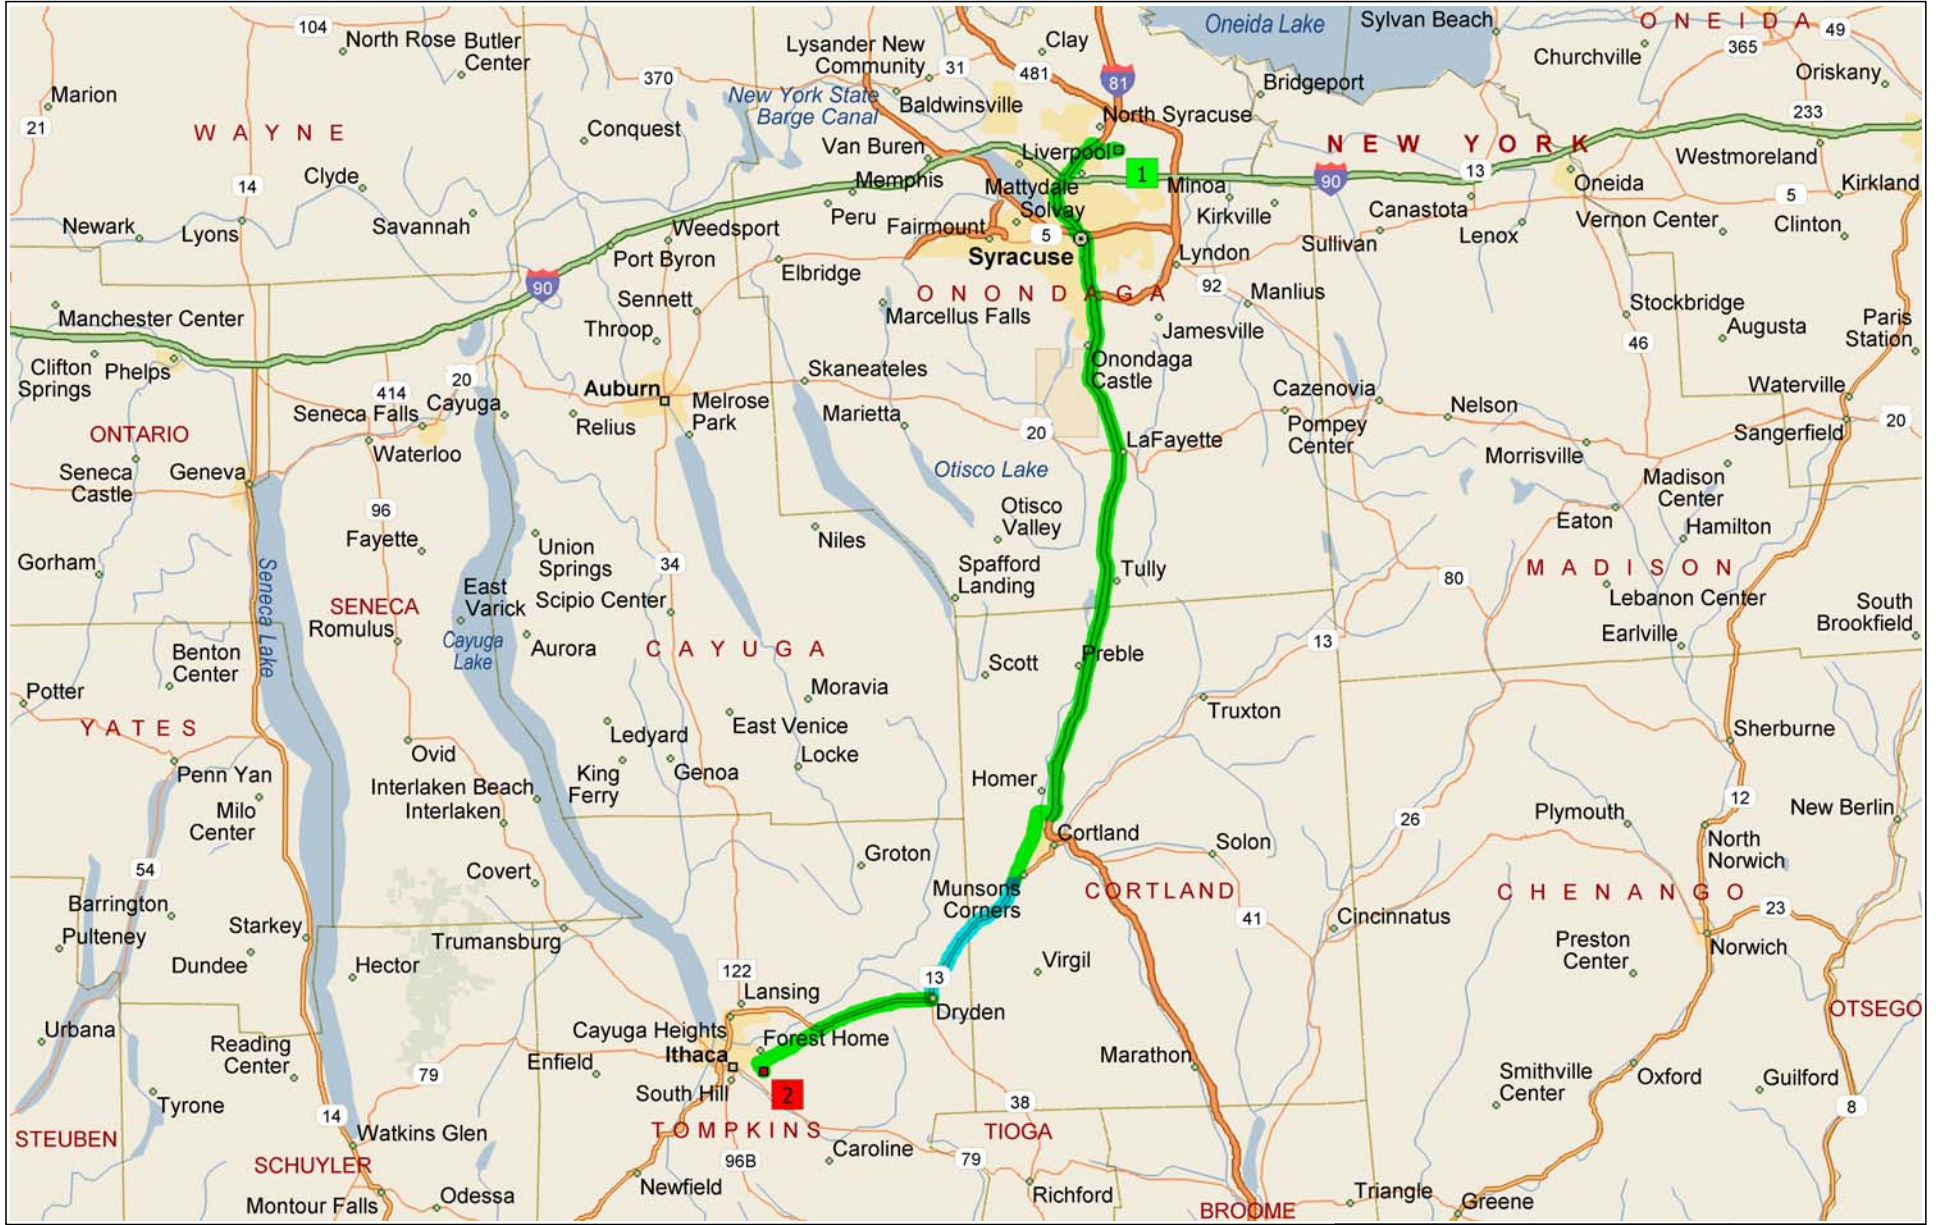 104
North Rose
Butler
Center
Marion
21
WAYNE
370
Conquest
Clyde
14
Newark
Lyons
Savannah
Lysander New
Community
31
481
Clay
81
Oneida Lake
Sylvan Beach
ONEIDA
49
365
Churchville
Oriskany
New York State
Barge Canal
Baldwinsville
Bridgeport
North Syracuse
233
Van Buren
Liverpool
1
NEW YORK
Westmoreland
Memphis
Mattydale
Minoa
90
13
Oneida
5
Kirkland
Peru
Fairmount
Solvay
5
Kirkville
Canastota
Vernon Center
Clinton
Weedsport
Port Byron
Elbridge
Syracuse
Lyndon
Sullivan
Lenox
90
Sennett
Throop
ONONDAGA
92
Manlius
Manchester Center
Marcellus Falls
Jamesville
Stockbridge
Augusta
Paris
Station
Clifton
Springs
Phelps
46
Onondaga
Castle
414
20
Auburn
Skaneateles
Cazenovia
Waterville
Seneca Falls
Cayuga
Relius
Melrose
Park
Marietta
Nelson
20
ONTARIO
Waterloo
20
LaFayette
Pompey
Center
Sangerfield
Seneca
Castle
Geneva
Otisco Lake
Morrisville
Madison
Center
96
Fayette
Otisco
Valley
Eaton
Hamilton
Niles
Union
Springs
Gorham
Seneca Lake
34
Spafford
Landing
Tully
80
MADISON
East
Varick
Scipio Center
Lebanon Center
South
Brookfield
SENECA
Romulus
Cayuga
Lake
Aurora
CAYUGA
13
Earlville
Benton
Center
Scott
Preble
Potter
Moravia
Truxton
YATES
Ledyard
East Venice
Sherburne
Ovid
Locke
Penn Yan
King
Ferry
Genoa
Homer
Interlaken Beach
Interlaken
Milo
Center
12
Plymouth
New Berlin
26
Cortland
Solon
North
Norwich
54
Covert
Groton
Munsons
Corners
CORTLAND
CHENANGO
Barrington
Pulteney
Starkey
41
Cincinnatus
23
Trumansburg
Dundee
Hector
Virgil
Preston
Center
Norwich
122
13
Lansing
Dryden
OTSEGO
Urbana
Cayuga Heights
Forest Home
Reading
Center
Enfield
Ithaca
Marathon
79
South Hill
2
Smithville
Center
Oxford
Guilford
Tyrone
14
38
8
STEUBEN
Watkins Glen
TOMPKINS
TIOGA
SCHUYLER
96B
Caroline
79
Montour Falls
Odessa
Newfield
Richford
BROOME
Triangle
Greene